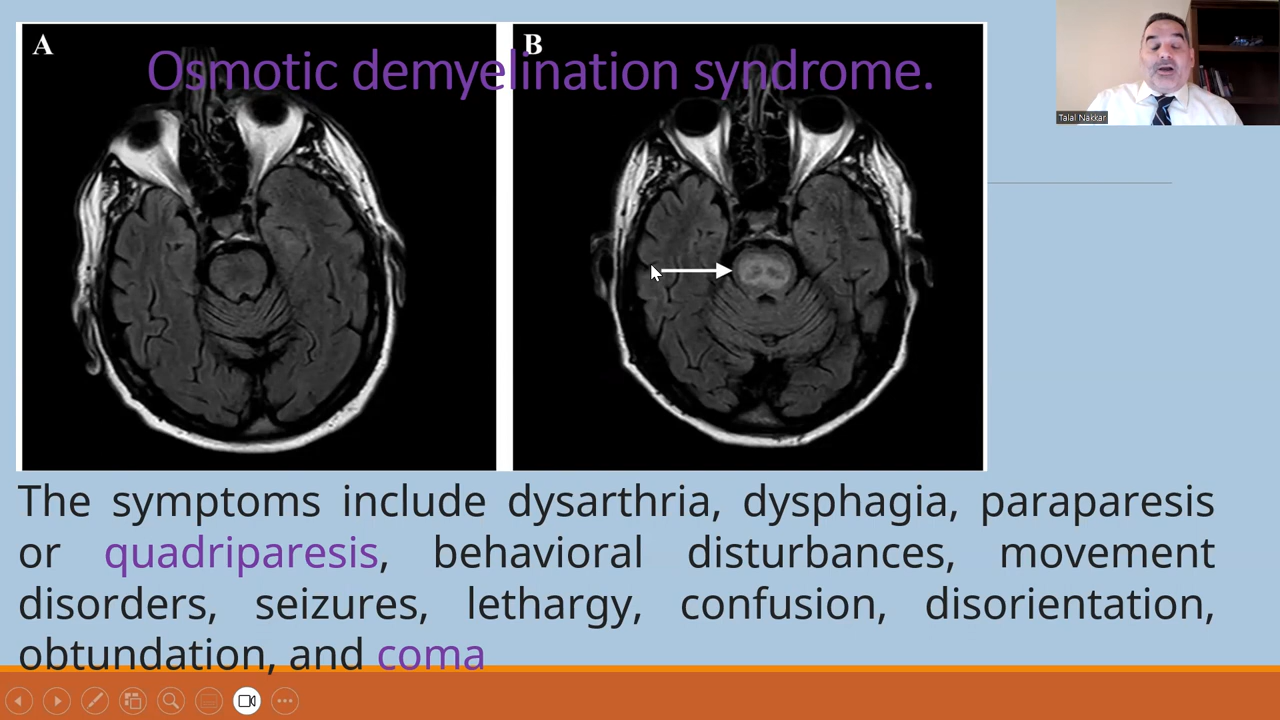 A
B
Osmotic demyelination syndrome.
Talal Nakkar
The symptoms include dysarthria, dysphagia, paraparesis
or quadriparesis, behavioral disturbances, movement
disorders, seizures, lethargy, confusion, disorientation,
obtundation, and coma